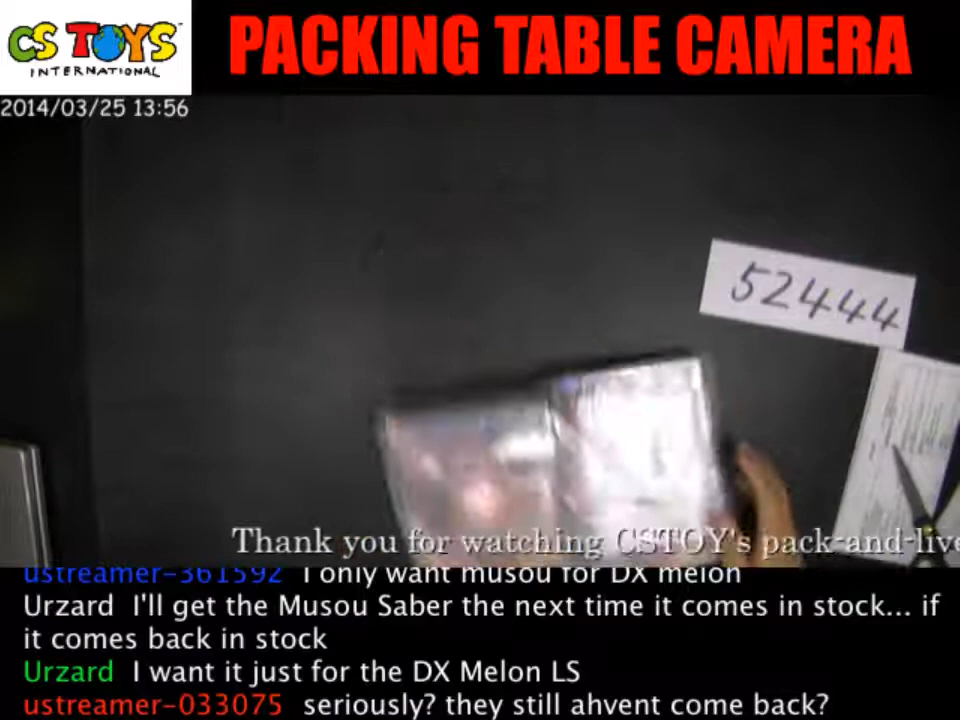 CS TOYS
INTERNATIONAL
PACKING TABLE CAMERA
2014/03/25 13:56
52444
Thank you for watching CSTOY's pack-and-live
ustreamer-361592 I only want musou for DX melon
Urzard I'll get the Musou Saber the next time it comes in stock... if
it comes back in stock
Urzard I want it just for the DX Melon LS
ustreamer-033075 seriously? they still ahvent come back?